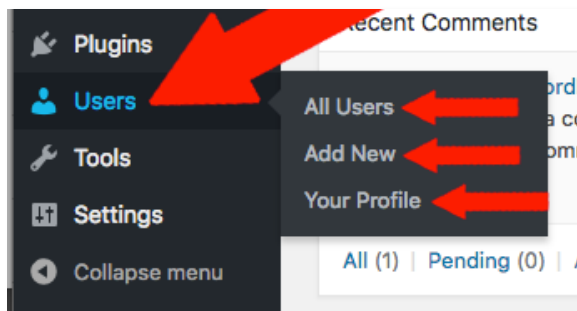 Recent Comments
Plugins
Users
All Users
Add New
Your Profile
Tools
Settings
Collapse menu
All (1) | Pending (0) |